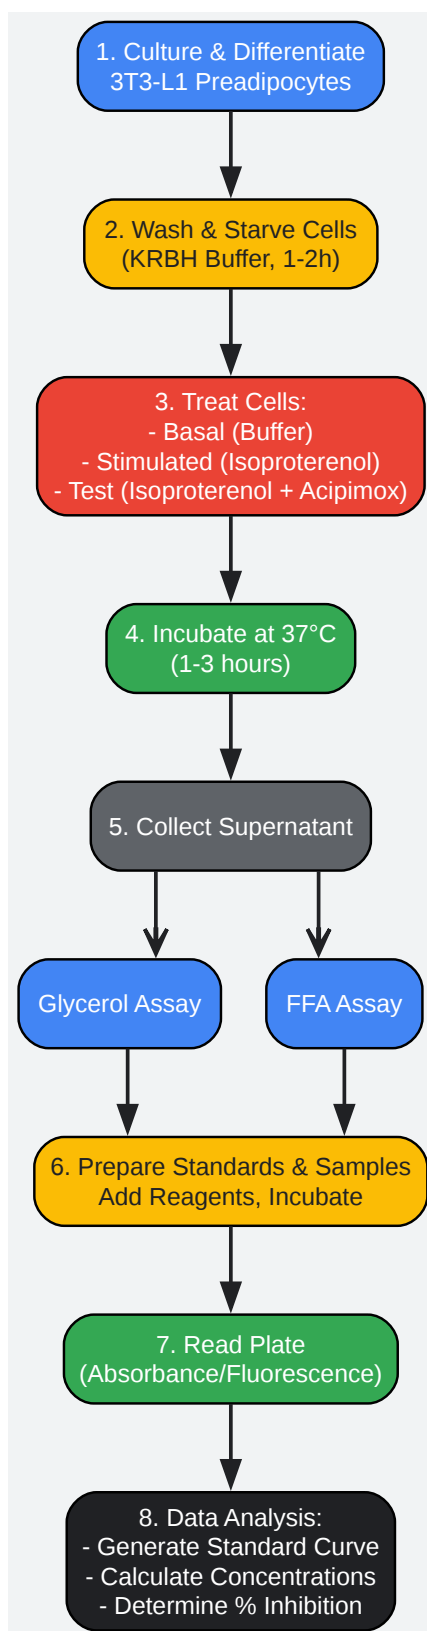 1. Culture & Differentiate
3T3-L1 Preadipocytes
2. Wash & Starve Cells
(KRBH Buffer, 1-2h)
3. Treat Cells:
- Basal (Buffer)
- Stimulated (Isoproterenol)
- Test (Isoproterenol + Acipimox)
4. Incubate at 37°C
(1-3 hours)
5. Collect Supernatant
Glycerol Assay
FFA Assay
6. Prepare Standards & Samples
Add Reagents, Incubate
7. Read Plate
(Absorbance/Fluorescence)
8. Data Analysis:
- Generate Standard Curve
- Calculate Concentrations
- Determine % Inhibition